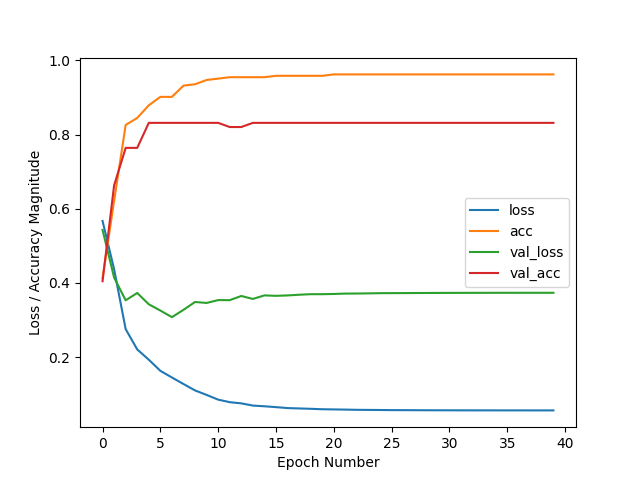 1.0
0.8
0.6
0.4
0.2
Loss / Accuracy Magnitude
loss
acc
val_loss
val_acc
0 5 10 15 20 25 30 35 40
Epoch Number